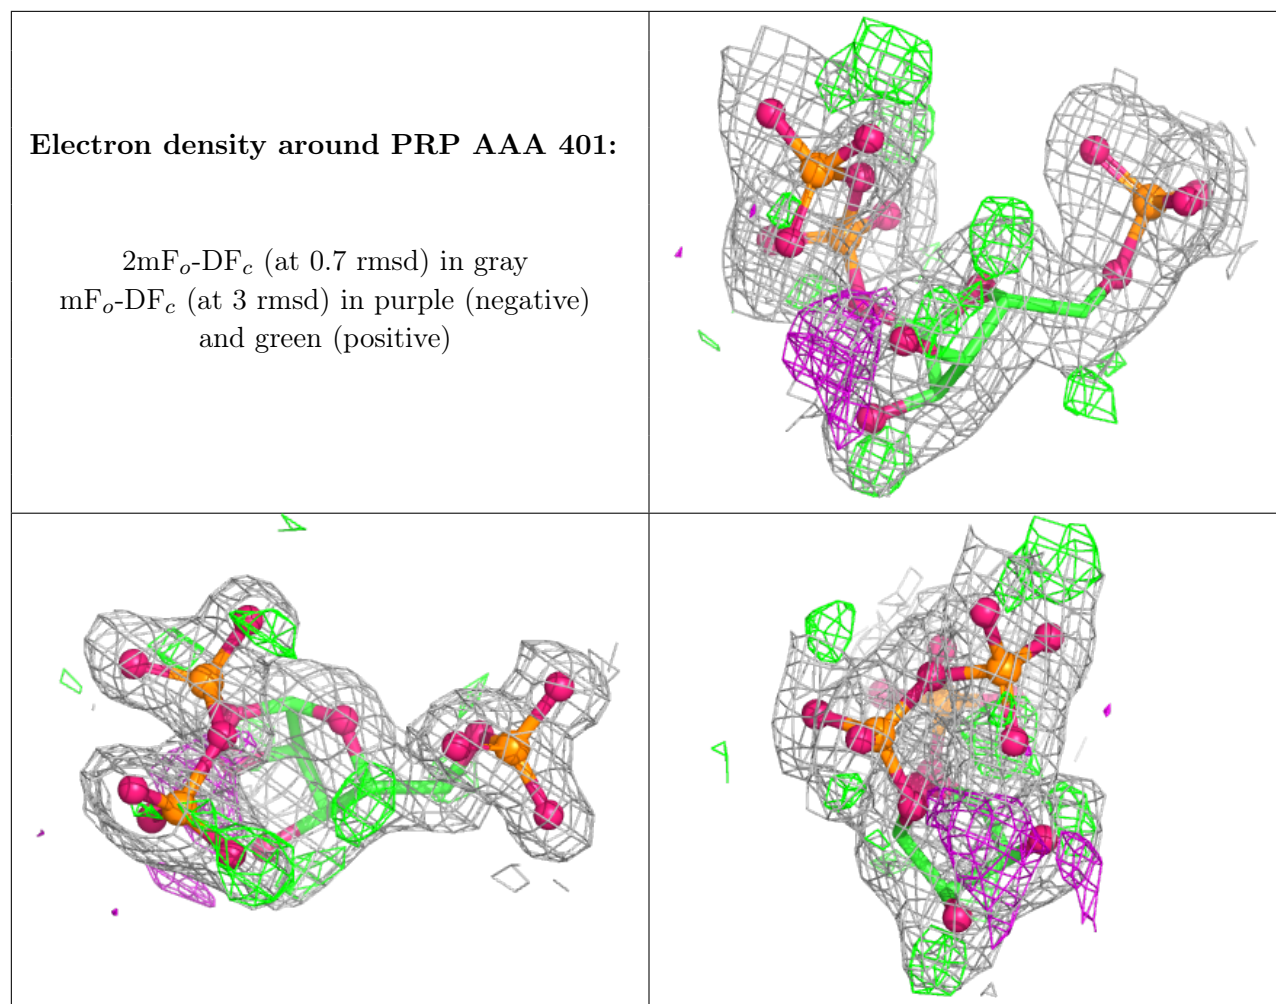 Electron density around PRP AAA 401:
2mFo-DFc (at 0.7 rmsd) in gray
mFo-DFc (at 3 rmsd) in purple (negative)
and green (positive)